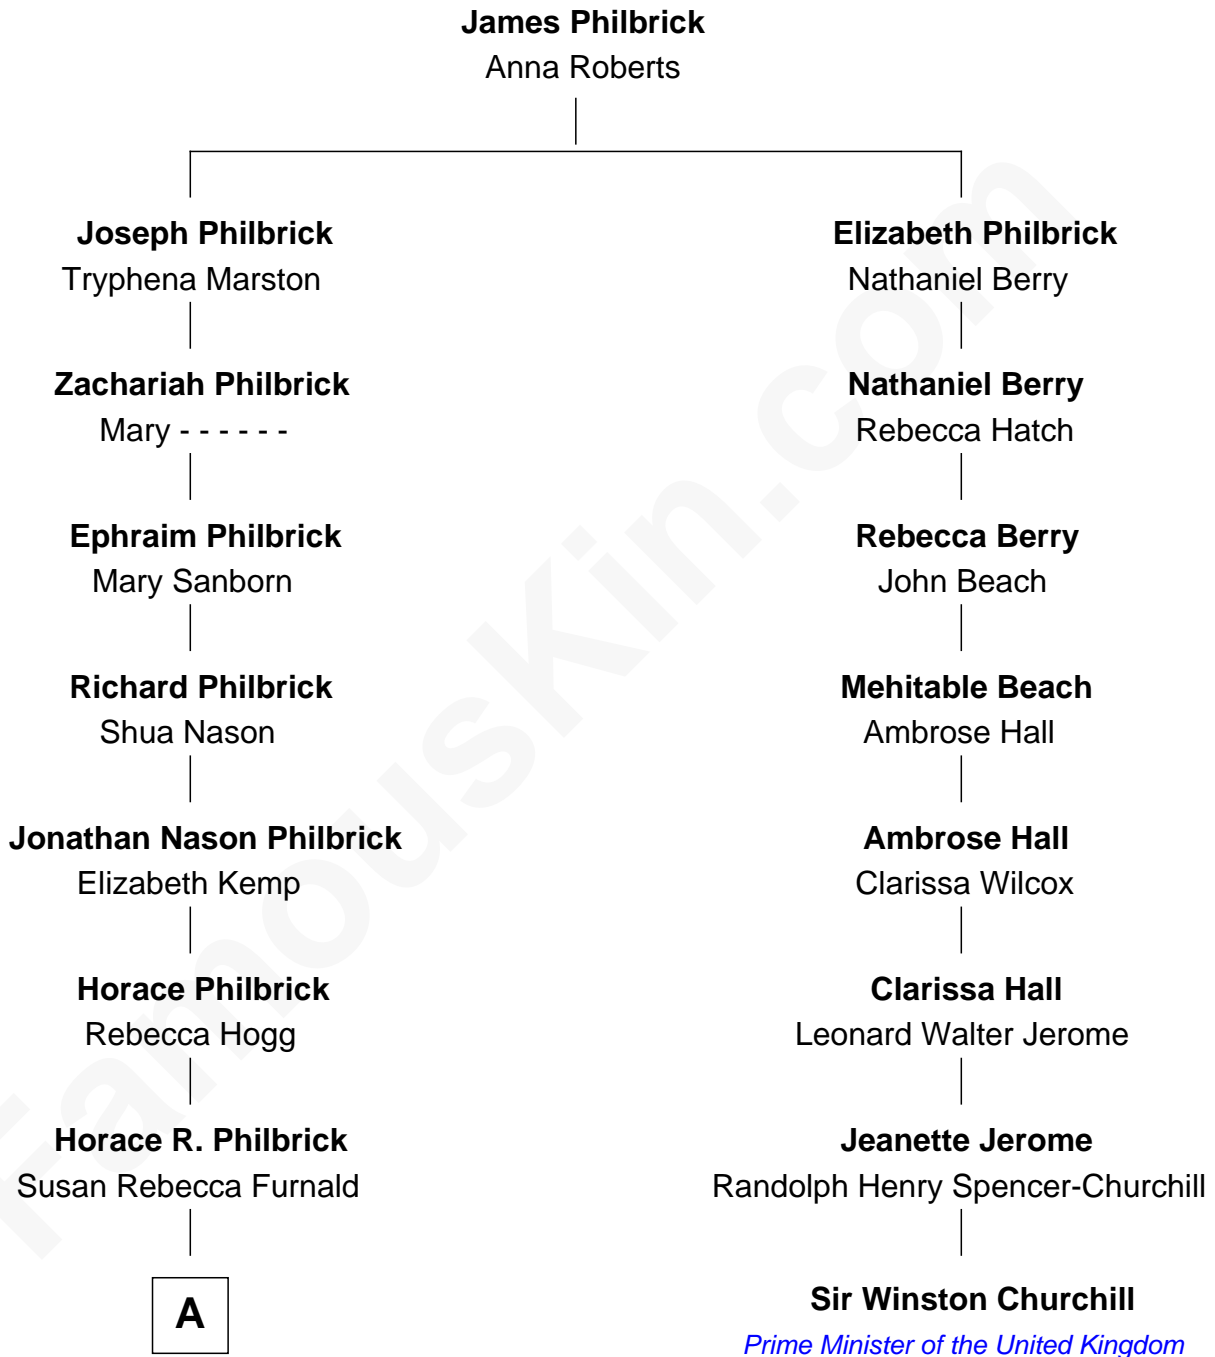 James Philbrick
Anna Roberts
Joseph Philbrick
Tryphena Marston
Zachariah Philbrick
Mary - - - - - -
Ephraim Philbrick
Mary Sanborn
Richard Philbrick
Shua Nason
Jonathan Nason Philbrick
Elizabeth Kemp
Horace Philbrick
Rebecca Hogg
Horace R. Philbrick
Susan Rebecca Furnald
A
Elizabeth Philbrick
Nathaniel Berry
Nathaniel Berry
Rebecca Hatch
Rebecca Berry
John Beach
Mehitable Beach
Ambrose Hall
Ambrose Hall
Clarissa Wilcox
Clarissa Hall
Leonard Walter Jerome
Jeanette Jerome
Randolph Henry Spencer-Churchill
Sir Winston Churchill
Prime Minister of the United Kingdom
FamousKin.com